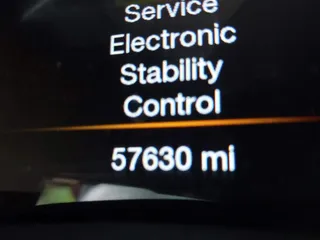 Service
Electronic
Stability
Control
57630 mi